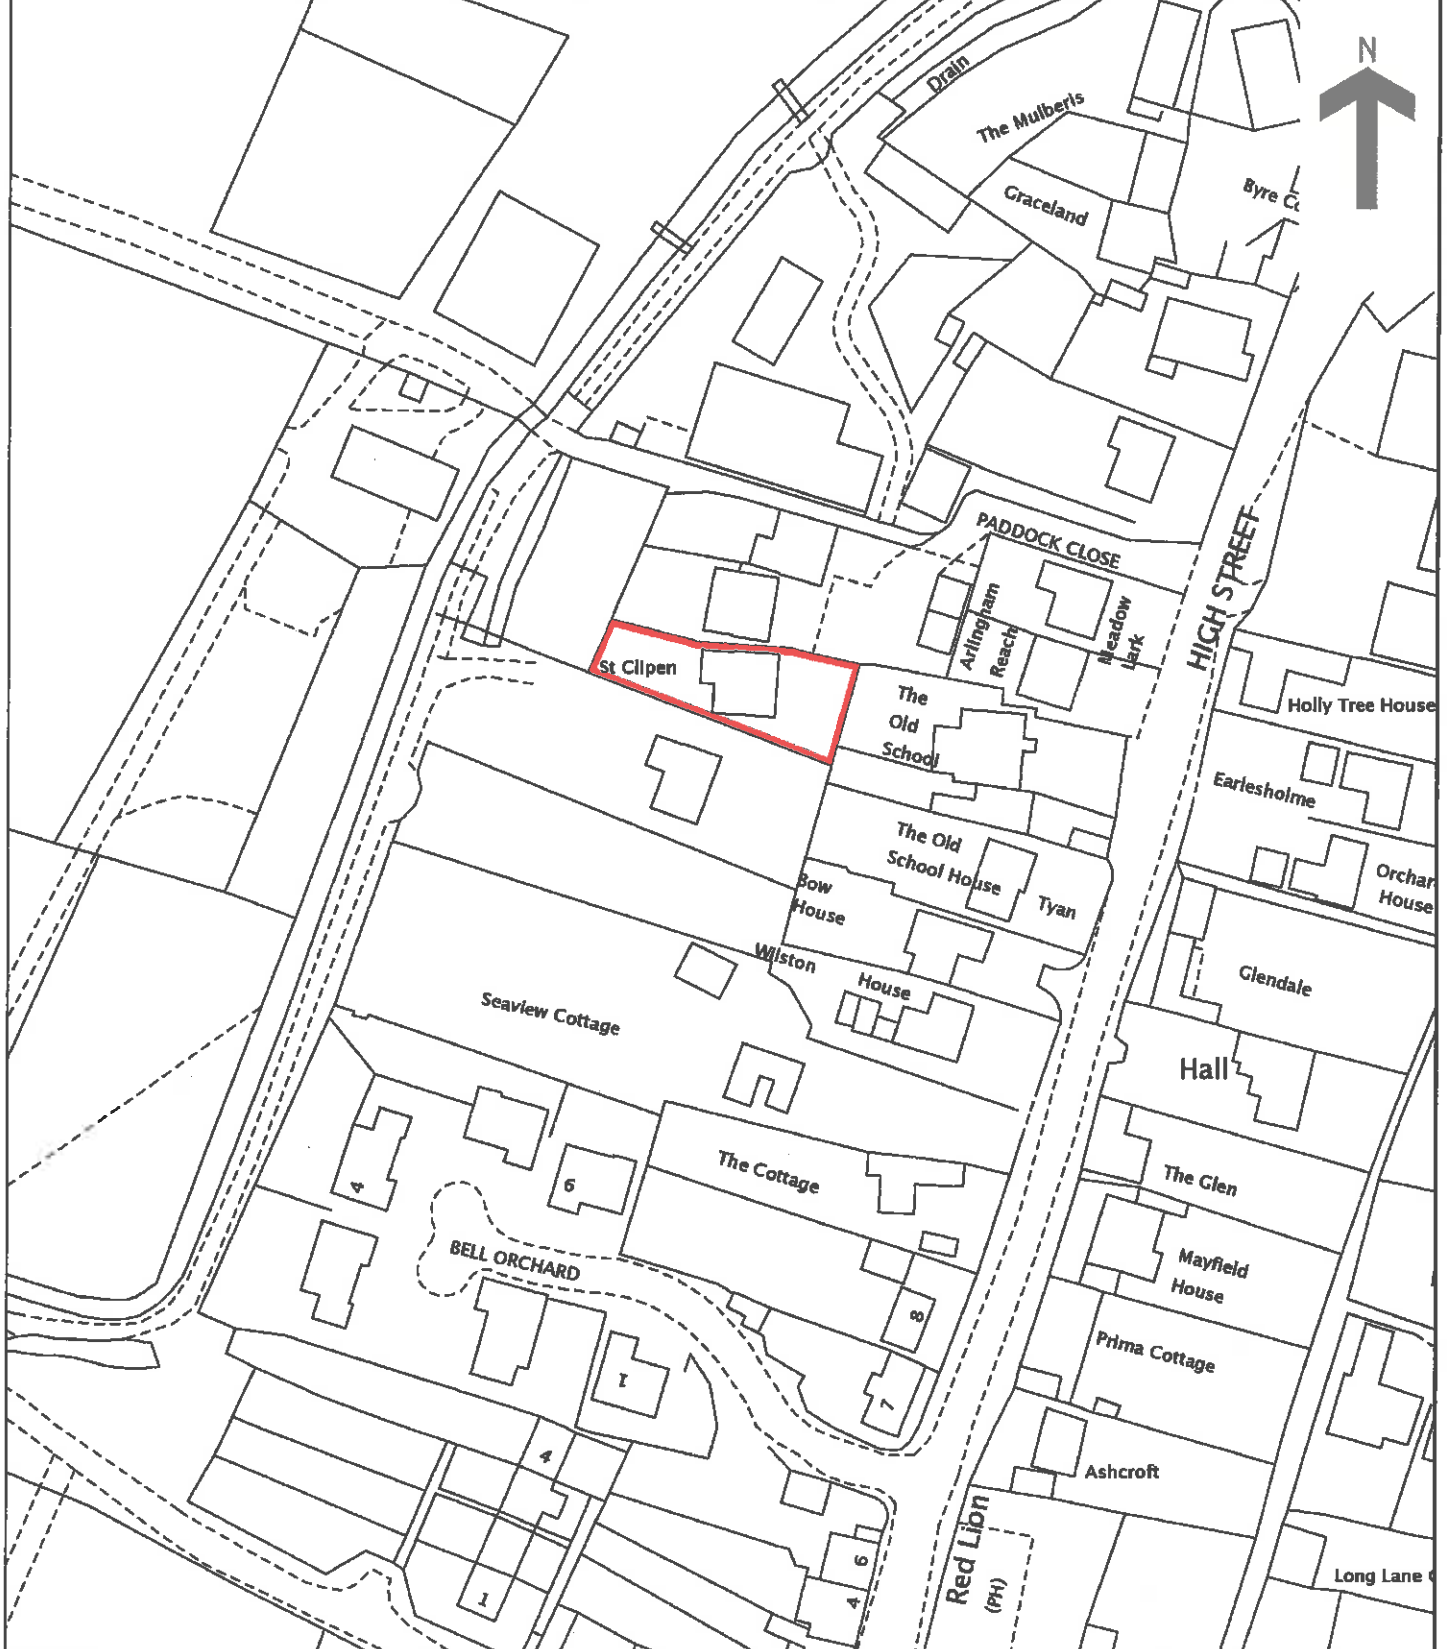 N
Drain
The Mulberis
Graceland
Byre
PADDOCK CLOSE
HIGH STREET
Arlingham
Reach
Meadow
Lark
St Cilpen
The
Old
School
Holly Tree House
Earlesholme
The Old
School House
Tyan
Orchar
House
Bow
House
Wilston
House
Glendale
Seaview Cottage
Hall
The Cottage
The Glen
4
6
BELL ORCHARD
Mayfield
House
8
Prima Cottage
1
7
4
Ashcroft
Red Lion
(PH)
6
4
1
Long Lane